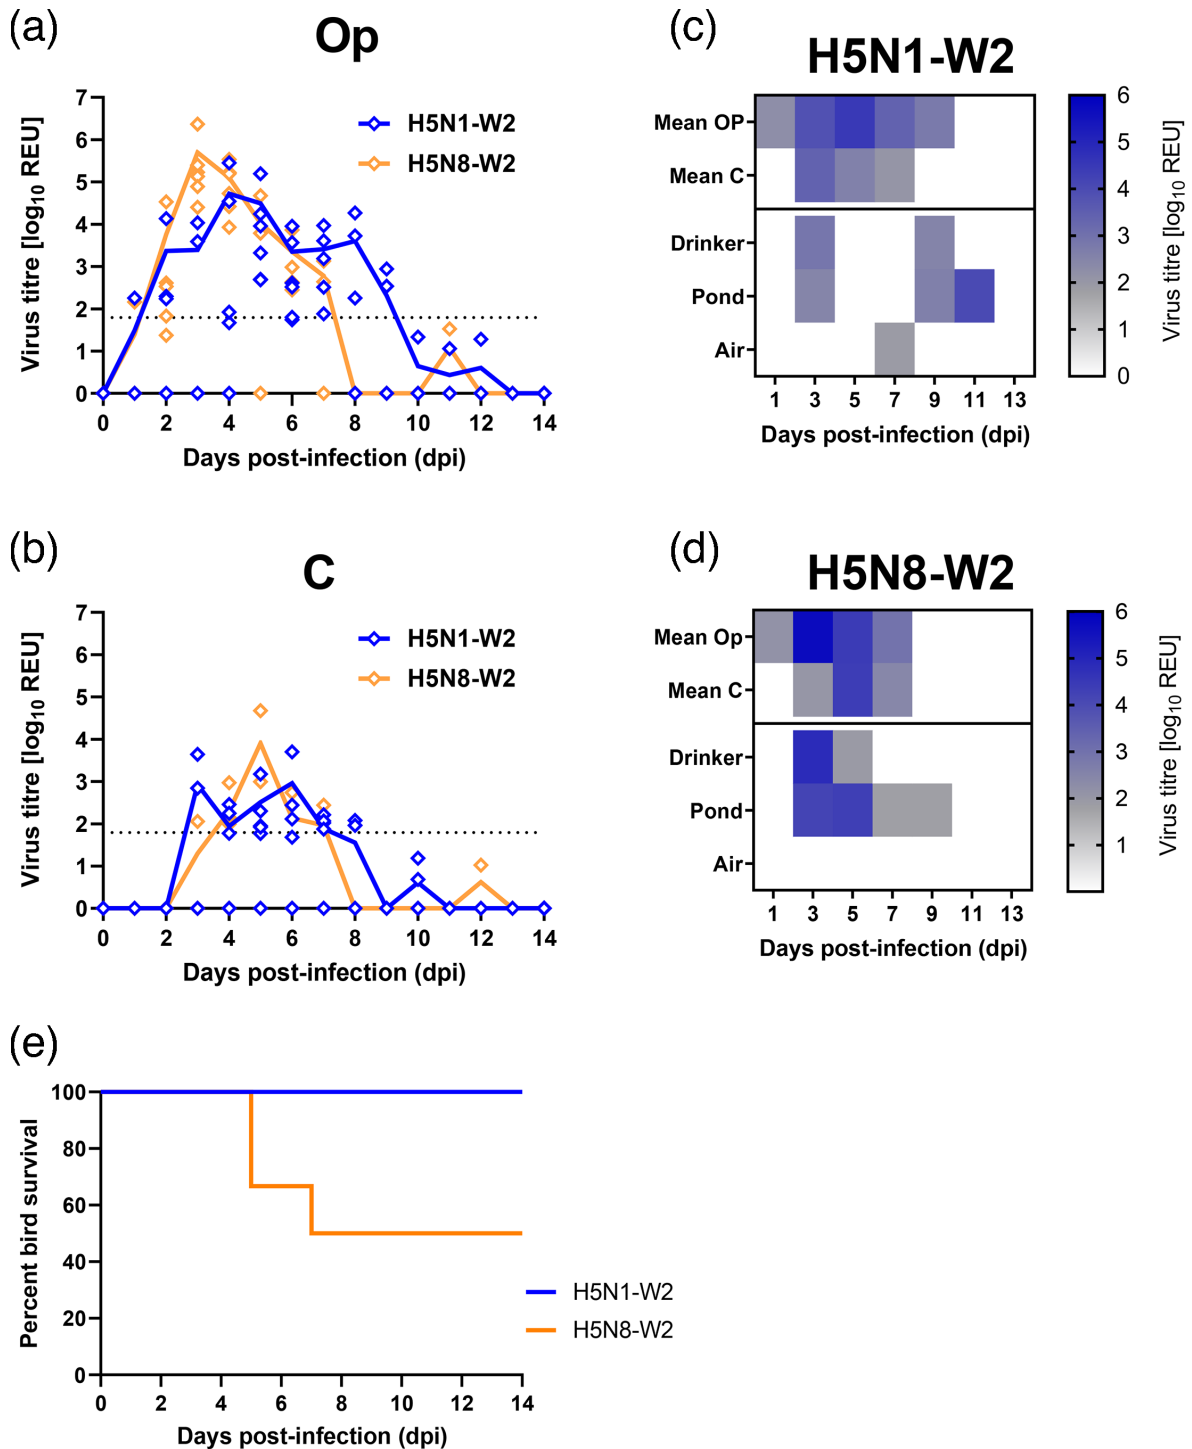 (a)
Op
Virus titre [log10 REU]
7
6
5
4
3
2
1
0
H5N1-W2
H5N8-W2
0 2 4 6 8 10 12 14
Days post-infection (dpi)
(c)
H5N1-W2
Mean OP
Mean C
Drinker
Pond
Air
1 3 5 7 9 11 13
Days post-infection (dpi)
6
5
4
3
2
1
0
Virus titre [log10 REU]
(b)
C
Virus titre [log10 REU]
7
6
5
4
3
2
1
0
H5N1-W2
H5N8-W2
0 2 4 6 8 10 12 14
Days post-infection (dpi)
(d)
H5N8-W2
Mean Op
Mean C
Drinker
Pond
Air
1 3 5 7 9 11 13
Days post-infection (dpi)
6
5
4
3
2
1
Virus titre [log10 REU]
(e)
Percent bird survival
100
80
60
40
20
0
H5N1-W2
H5N8-W2
0 2 4 6 8 10 12 14
Days post-infection (dpi)